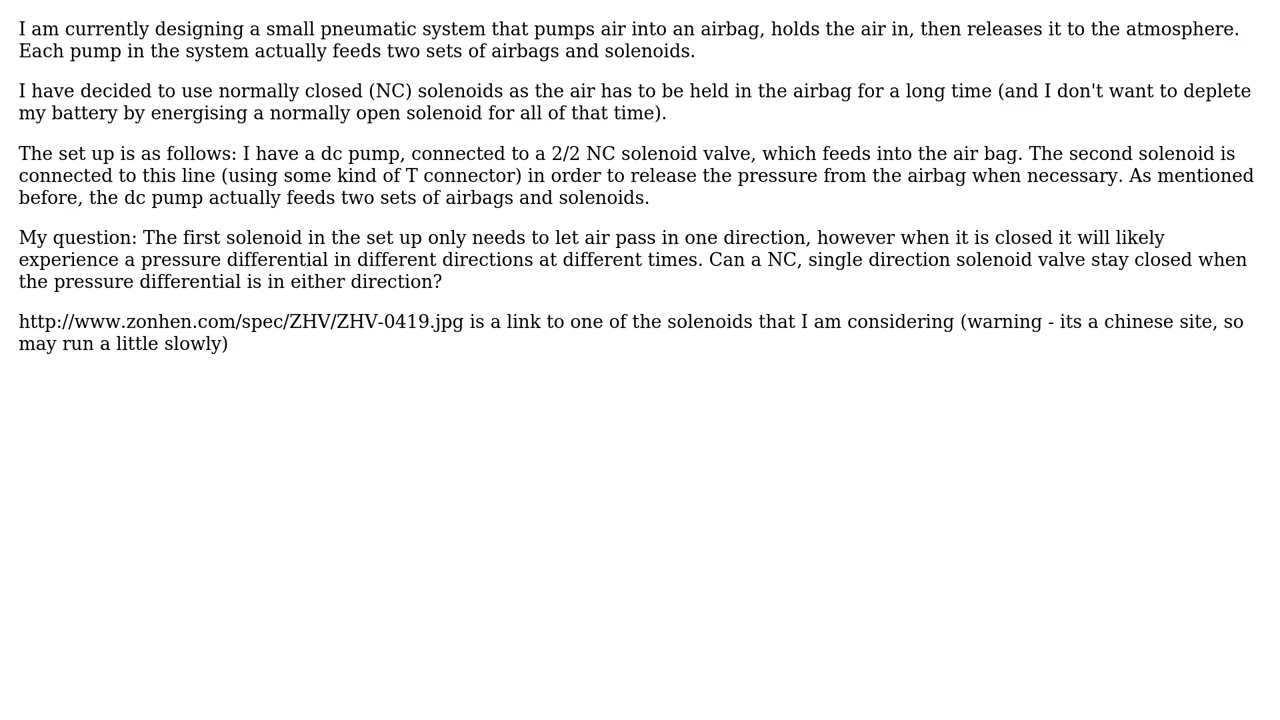 I am currently designing a small pneumatic system that pumps air into an airbag, holds the air in, then releases it to the atmosphere.
Each pump in the system actually feeds two sets of airbags and solenoids.
I have decided to use normally closed (NC) solenoids as the air has to be held in the airbag for a long time (and I don't want to deplete
my battery by energising a normally open solenoid for all of that time).
The set up is as follows: I have a dc pump, connected to a 2/2 NC solenoid valve, which feeds into the air bag. The second solenoid is
connected to this line (using some kind of T connector) in order to release the pressure from the airbag when necessary. As mentioned
before, the dc pump actually feeds two sets of airbags and solenoids.
My question: The first solenoid in the set up only needs to let air pass in one direction, however when it is closed it will likely
experience a pressure differential in different directions at different times. Can a NC, single direction solenoid valve stay closed when
the pressure differential is in either direction?
http://www.zonhen.com/spec/ZHV/ZHV-0419.jpg is a link to one of the solenoids that I am considering (warning - its a chinese site, so
may run a little slowly)